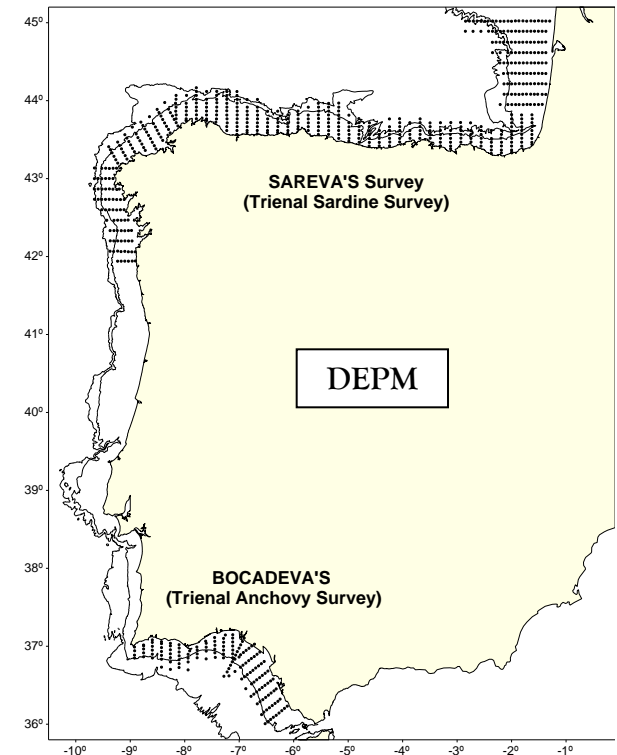 45º
44º
43º
SAREVA'S Survey
(Trienal Sardine Survey)
42º
41º
DEPM
40º
39º
38º
BOCADEVA'S
(Trienal Anchovy Survey)
37º
36º
-10º -9º -8º -7º -6º -5º -4º -3º -2º -1º